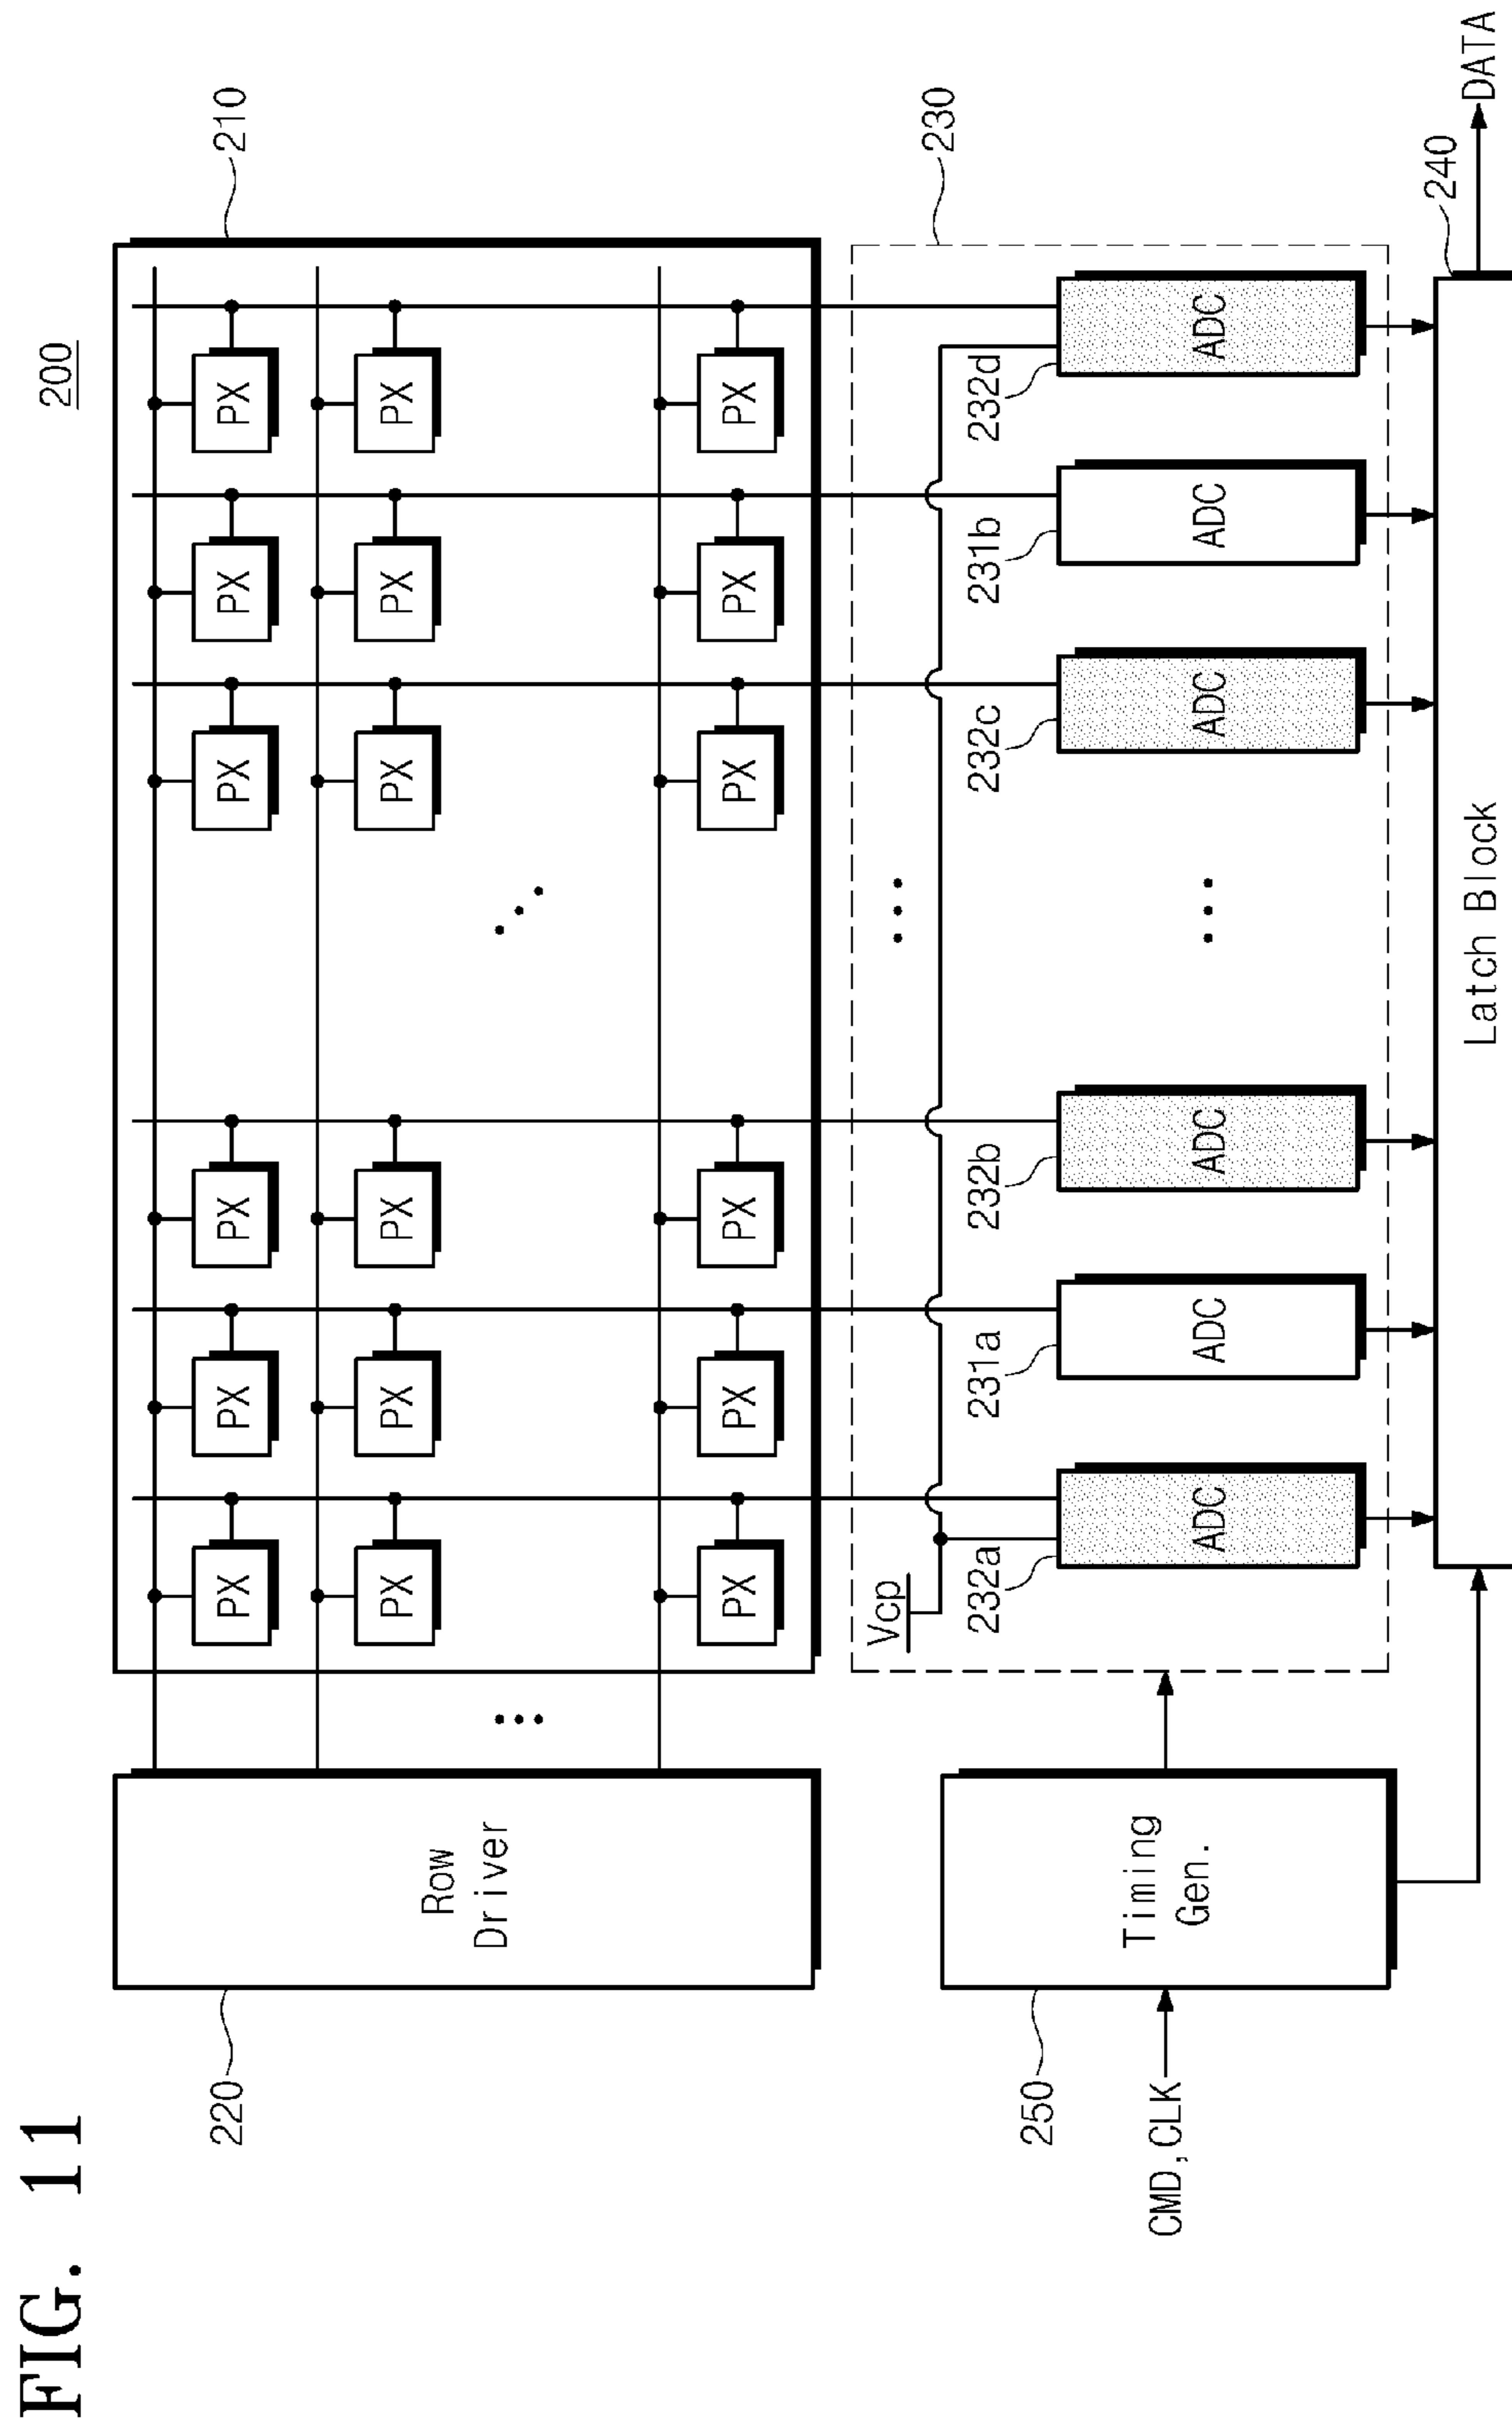 FIG. 11
200
210
220
Row
Driver
PX PX PX PX PX PX
PX PX PX PX PX PX
PX PX PX PX PX PX
230
Vcp
232a 231a 232b 232c 231b 232d
ADC ADC ADC ADC ADC ADC
250
Timing
Gen.
CMD,CLK
240
Latch Block
DATA